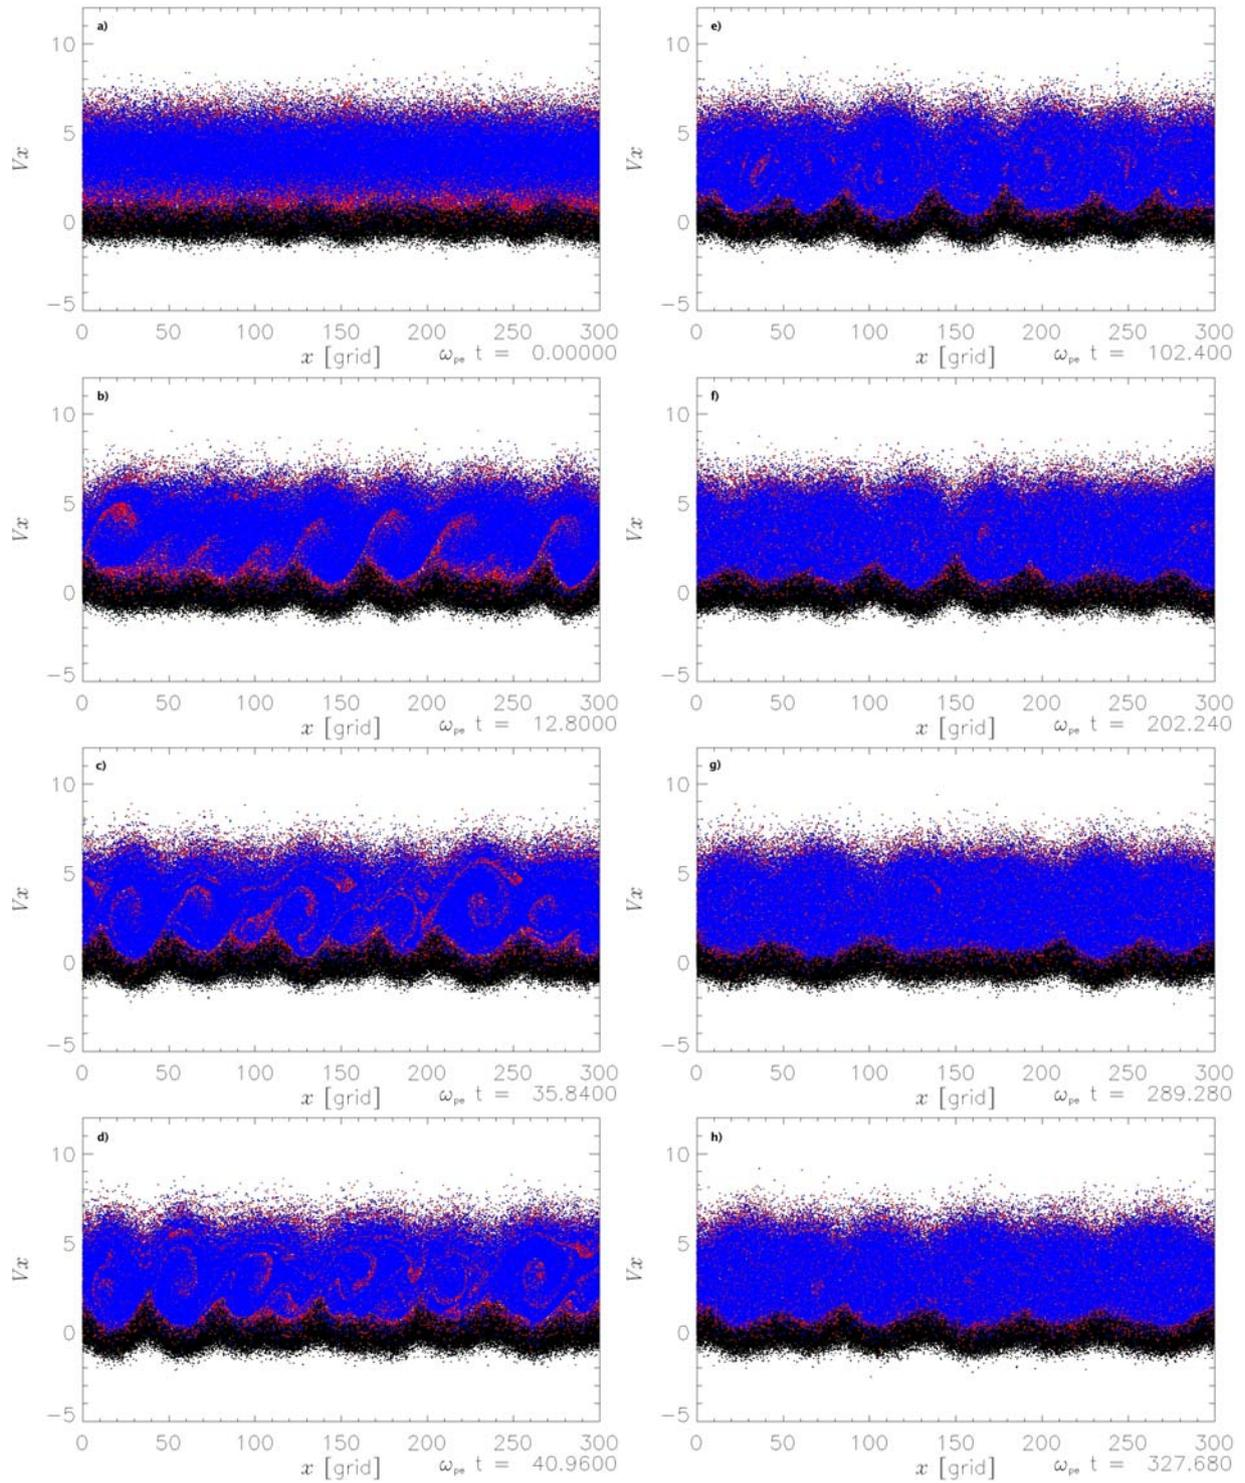 a)
10
5
0
−5
Vx
0 50 100 150 200 250 300
x [grid] ωpe t = 0.00000
e)
10
5
0
−5
Vx
0 50 100 150 200 250 300
x [grid] ωpe t = 102.400
b)
10
5
0
−5
Vx
0 50 100 150 200 250 300
x [grid] ωpe t = 12.8000
f)
10
5
0
−5
Vx
0 50 100 150 200 250 300
x [grid] ωpe t = 202.240
c)
10
5
0
−5
Vx
0 50 100 150 200 250 300
x [grid] ωpe t = 35.8400
g)
10
5
0
−5
Vx
0 50 100 150 200 250 300
x [grid] ωpe t = 289.280
d)
10
5
0
−5
Vx
0 50 100 150 200 250 300
x [grid] ωpe t = 40.9600
h)
10
5
0
−5
Vx
0 50 100 150 200 250 300
x [grid] ωpe t = 327.680